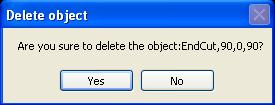 Delete object
Are you sure to delete the object:EndCut,90,0,90?
Yes
No